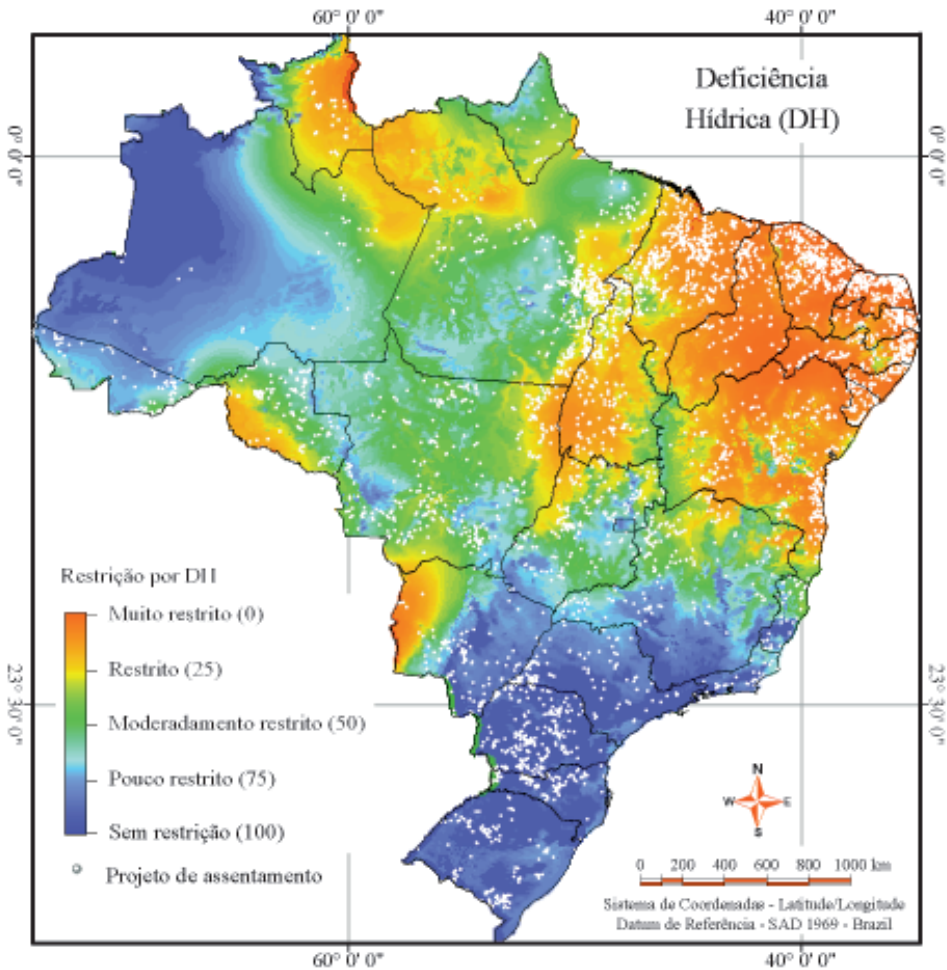 60° 0' 0"
40° 0' 0"
Deficiência
Hídrica (DH)
0° 0' 0"
0° 0' 0"
Restrição por DH
Muito restrito (0)
Restrito (25)
Moderadamento restrito (50)
Pouco restrito (75)
Sem restrição (100)
Projeto de assentamento
23° 30' 0"
23° 30' 0"
N
W E
S
0 200 400 600 800 1000 km
Sistema de Coordenadas - Latitude/Longitude
Datum de Referência - SAD 1969 - Brazil
60° 0' 0"
40° 0' 0"